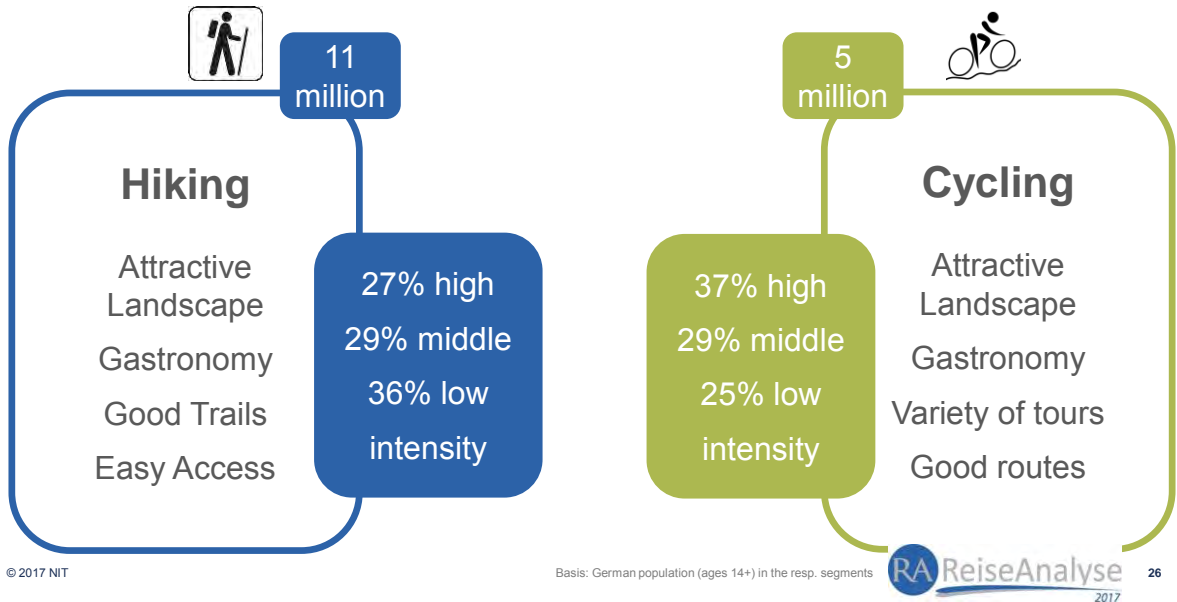 11
million
Hiking
Attractive
Landscape
Gastronomy
Good Trails
Easy Access
27% high
29% middle
36% low
intensity
5
million
Cycling
37% high
29% middle
25% low
intensity
Attractive
Landscape
Gastronomy
Variety of tours
Good routes
© 2017 NIT
Basis: German population (ages 14+) in the resp. segments
RA ReiseAnalyse
2017
26